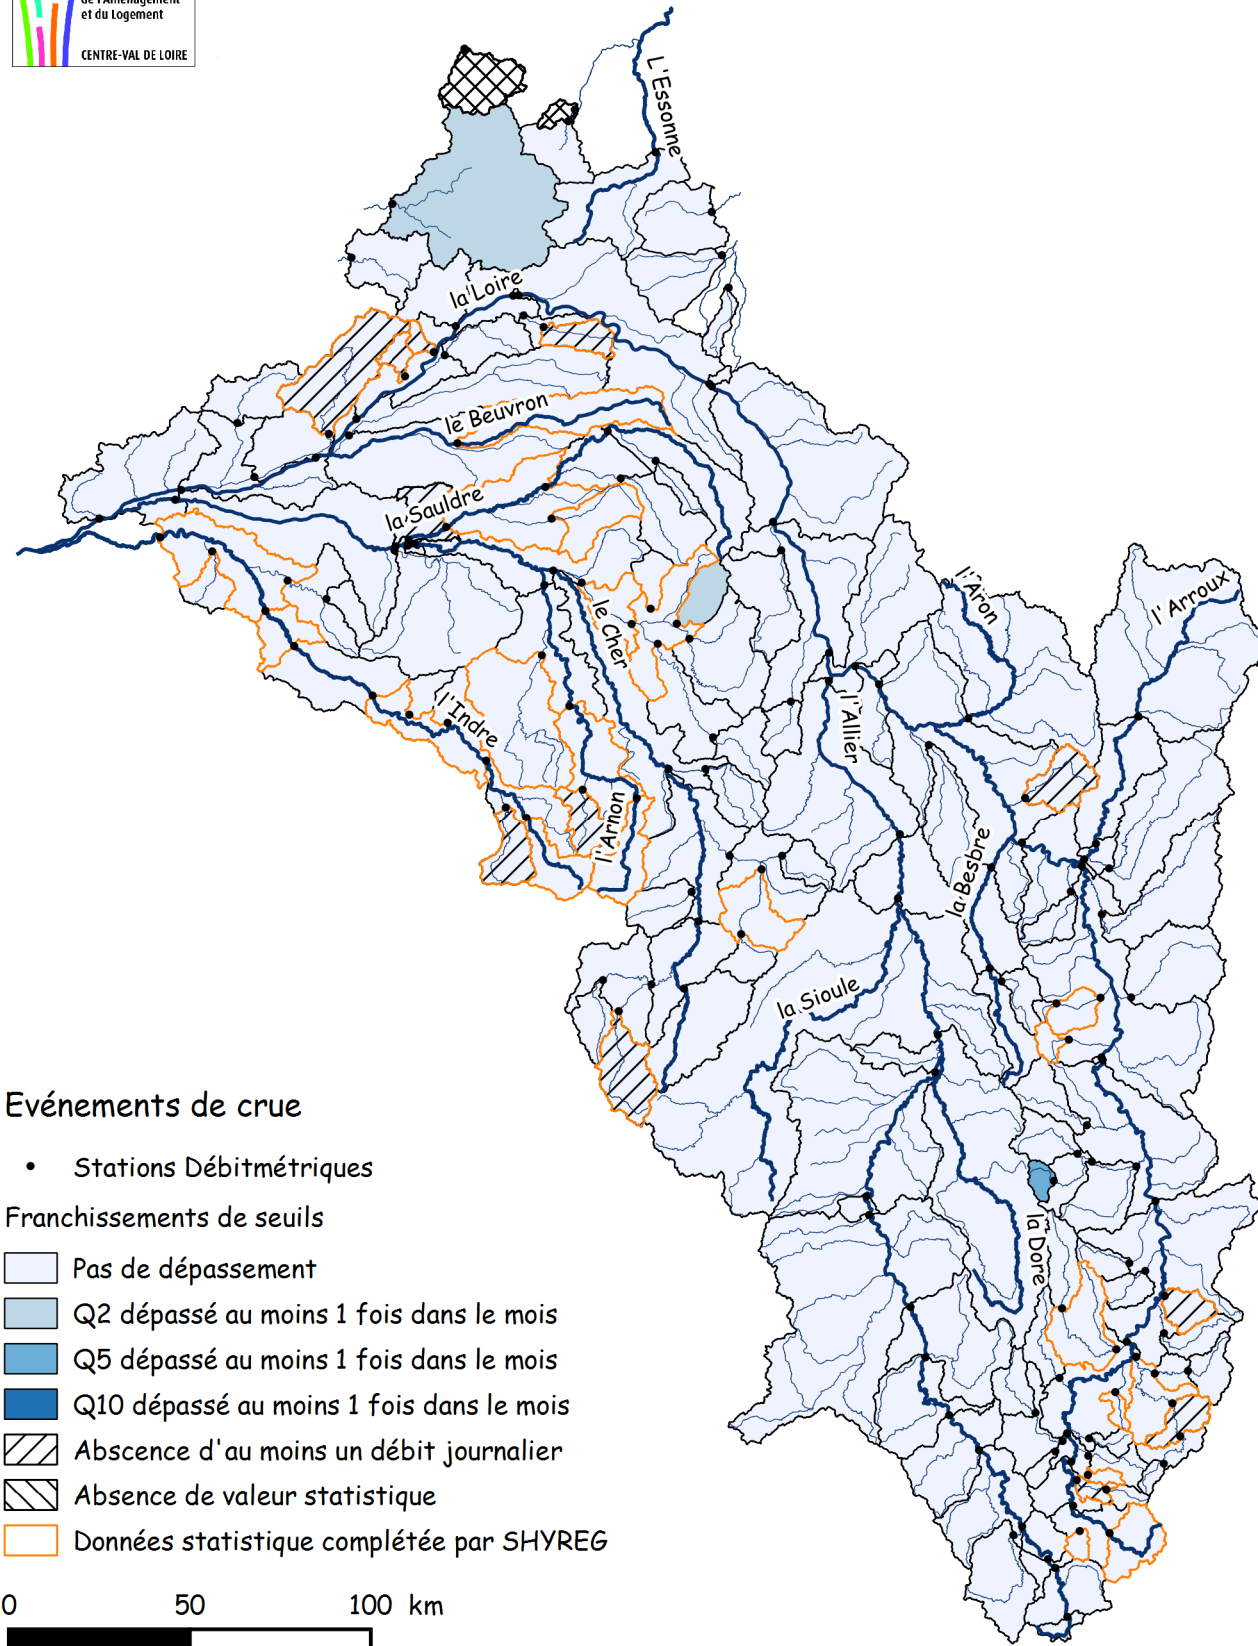 de l'Aménagement
et du Logement
CENTRE-VAL DE LOIRE
L'Essonne
la Loire
le Beuvron
la Sauldre
le Cher
l'Aron
l' Arroux
l'Indre
l'Allier
l'Arnon
la Besbre
la Sioule
la Dore
Evénements de crue
Stations Débitmétriques
Franchissements de seuils
Pas de dépassement
Q2 dépassé au moins 1 fois dans le mois
Q5 dépassé au moins 1 fois dans le mois
Q10 dépassé au moins 1 fois dans le mois
Abscence d'au moins un débit journalier
Absence de valeur statistique
Données statistique complétée par SHYREG
0 50 100 km